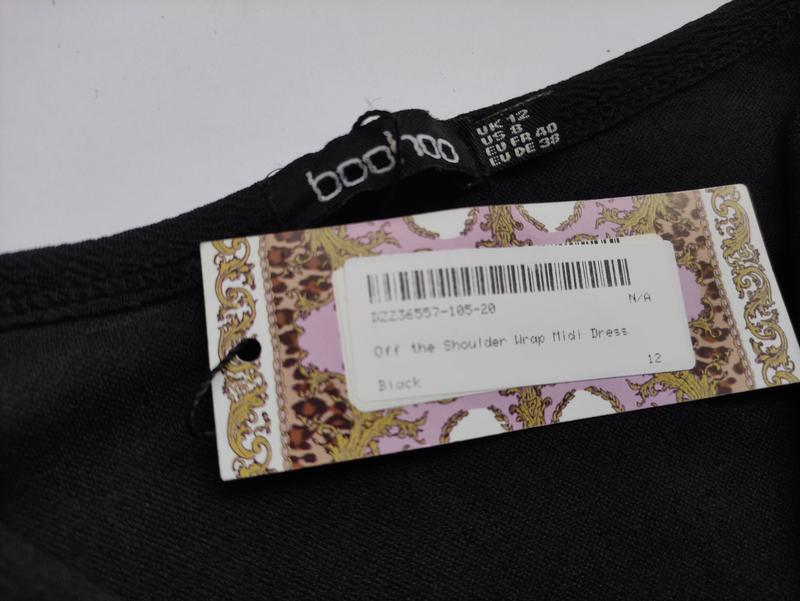 boohoo
UK 12
US 8
EU FR 40
EU DE 38
DZZ36557-105-20
N/A
Off the Shoulder Wrap Midi Dress
12
Black